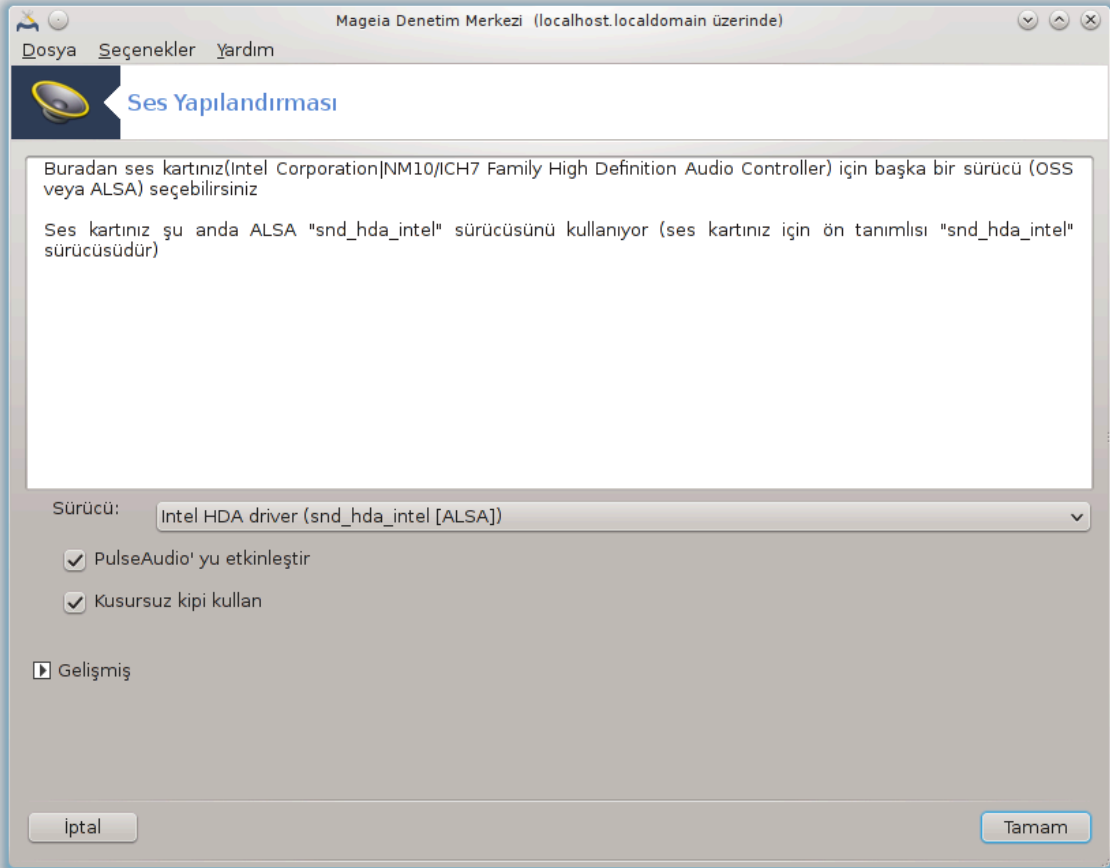 Mageia Denetim Merkezi (localhost.localdomain üzerinde)
Dosya Seçenekler Yardım
Ses Yapılandırması
Buradan ses kartınız(Intel Corporation|NM10/ICH7 Family High Definition Audio Controller) için başka bir sürücü (OSS
veya ALSA) seçebilirsiniz
Ses kartınız şu anda ALSA "snd_hda_intel" sürücüsünü kullanıyor (ses kartınız için ön tanımlısı "snd_hda_intel"
sürücüsüdür)
Sürücü:
Intel HDA driver (snd_hda_intel [ALSA])
PulseAudio' yu etkinleştir
Kusursuz kipi kullan
Gelişmiş
İptal
Tamam